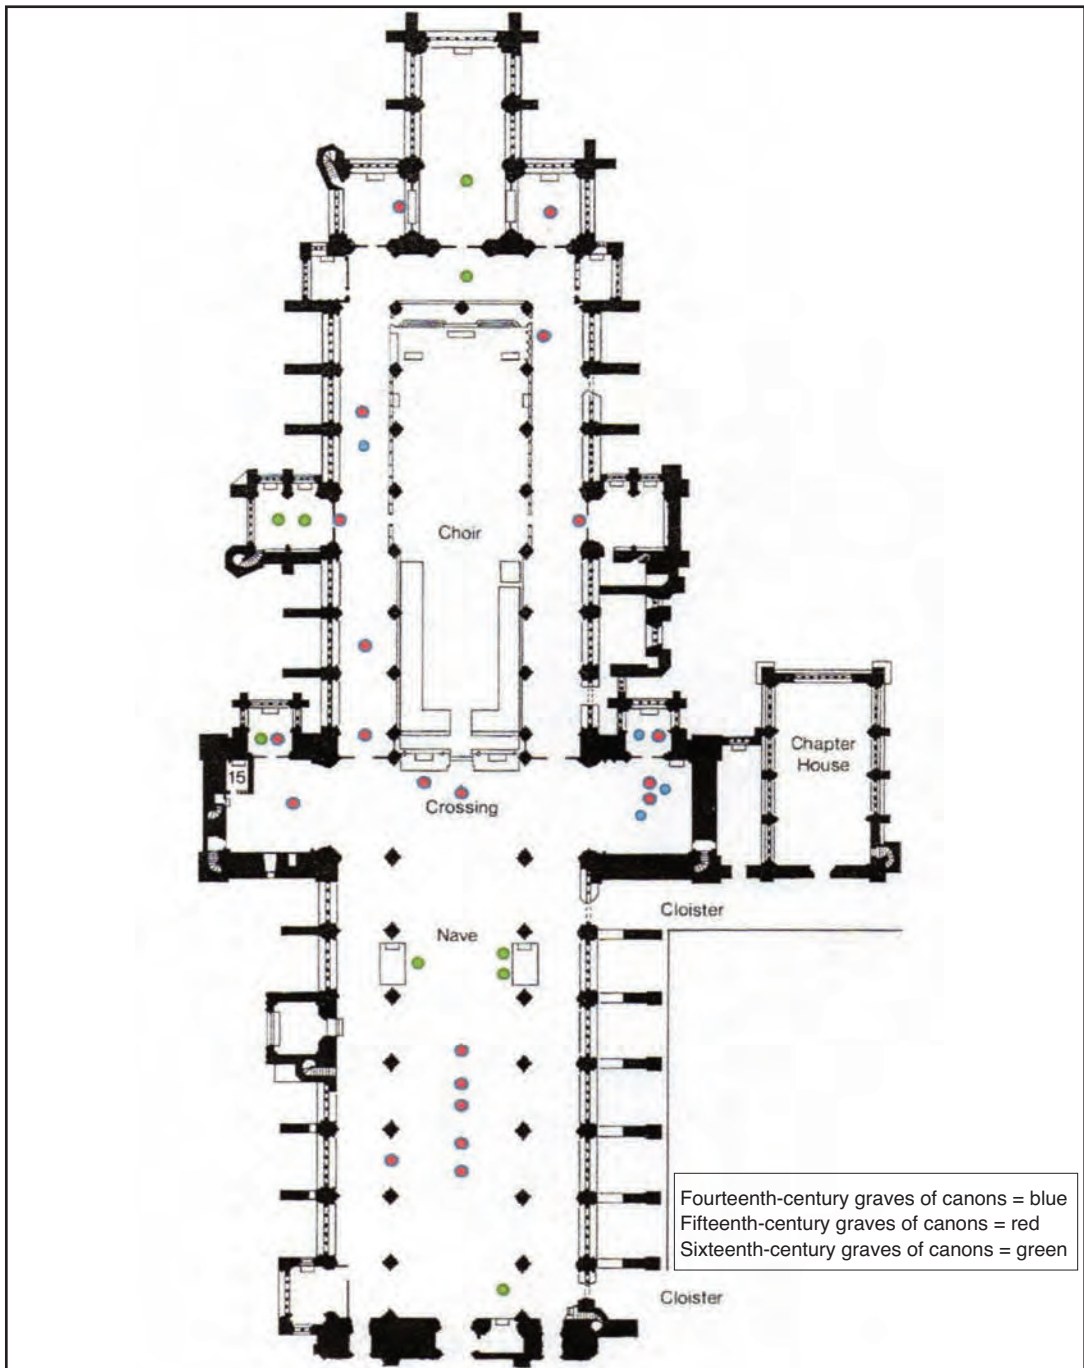 Choir
Chapter
House
15
Crossing
Cloister
Nave
Fourteenth-century graves of canons = blue
Fifteenth-century graves of canons = red
Sixteenth-century graves of canons = green
Cloister